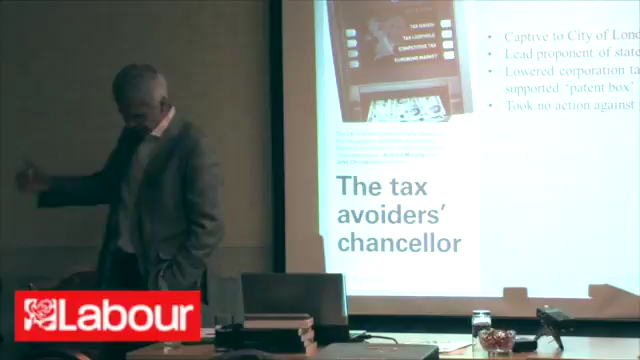 TAX HAVEN
TAX LOOPHOLE
COMPETITIVE TAX
EUROBOND MARKET
• Captive to City of Lond
• Lead proponent of state
• Lowered corporation ta
supported 'patent box'
• Took no action against
The tax
avoiders'
chancellor
Labour